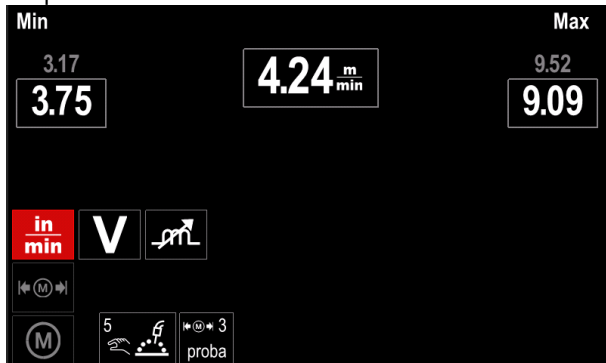 Min Max
3.17 9.52
3.75 4.24 m/min 9.09
in/min V
M
M 5 M 3
proba